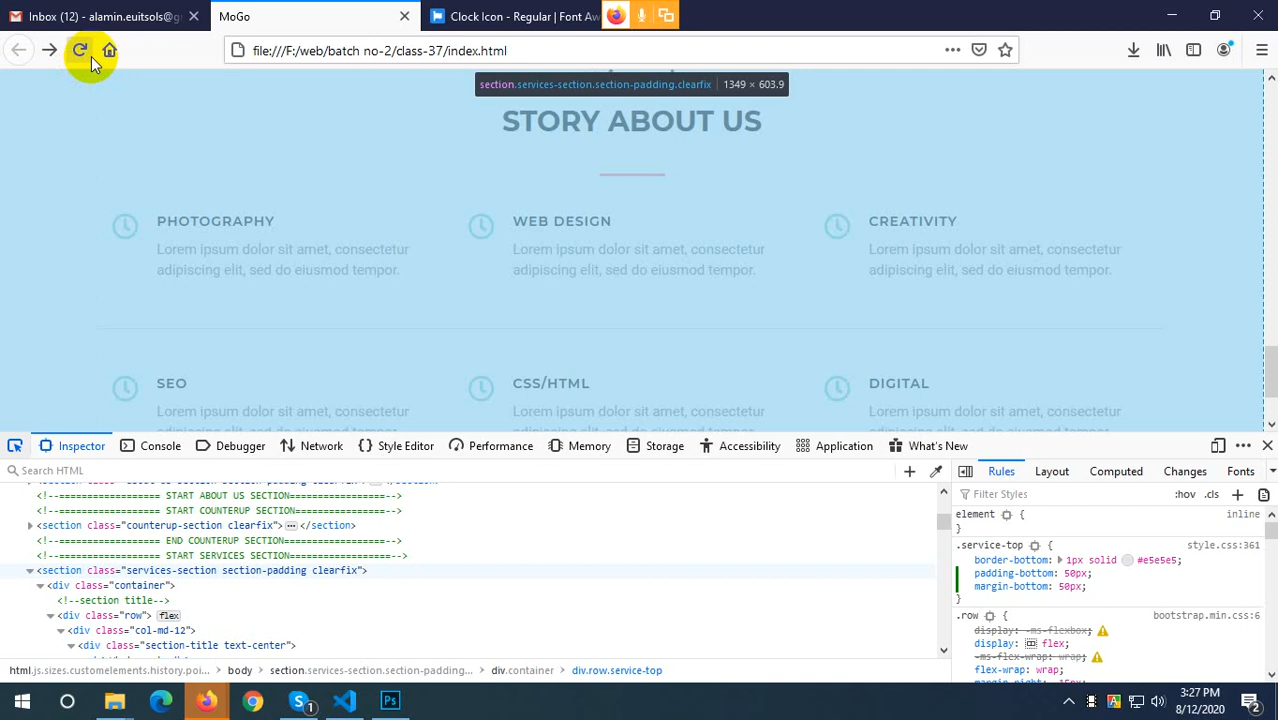 Inbox (12) - alamin.euitsols@g
MoGo
Clock Icon - Regular | Font Aw
file:///F:/web/batch no-2/class-37/index.html
section.services-section.section-padding.clearfix | 1349 × 603.9
STORY ABOUT US
PHOTOGRAPHY
Lorem ipsum dolor sit amet, consectetur
adipiscing elit, sed do eiusmod tempor.
WEB DESIGN
Lorem ipsum dolor sit amet, consectetur
adipiscing elit, sed do eiusmod tempor.
CREATIVITY
Lorem ipsum dolor sit amet, consectetur
adipiscing elit, sed do eiusmod tempor.
SEO
Lorem ipsum dolor sit amet, consectetur
CSS/HTML
Lorem ipsum dolor sit amet, consectetur
DIGITAL
Lorem ipsum dolor sit amet, consectetur
Inspector Console Debugger Network Style Editor Performance Memory Storage Accessibility Application What's New
Search HTML
<!--================== START ABOUT US SECTION=================-->
<!--================== START COUNTERUP SECTION=================-->
<section class="counterup-section clearfix"> </section>
<!--================== END COUNTERUP SECTION=================-->
<!--================== START SERVICES SECTION=================-->
<section class="services-section section-padding clearfix">
<div class="container">
<!--section title-->
<div class="row"> flex
<div class="col-md-12">
<div class="section-title text-center">
html.js.sizes.customelements.history.poi... body section.services-section.section-padding.... div.container div.row.service-top
Rules Layout Computed Changes Fonts
Filter Styles :hov .cls
element { inline
}
.service-top { style.css:361
border-bottom: 1px solid #e5e5e5;
padding-bottom: 50px;
margin-bottom: 50px;
}
.row { bootstrap.min.css:6
display: -ms-flexbox;
display: flex;
-ms-flex-wrap: wrap;
flex-wrap: wrap;
margin-right: -15px;
3:27 PM
8/12/2020